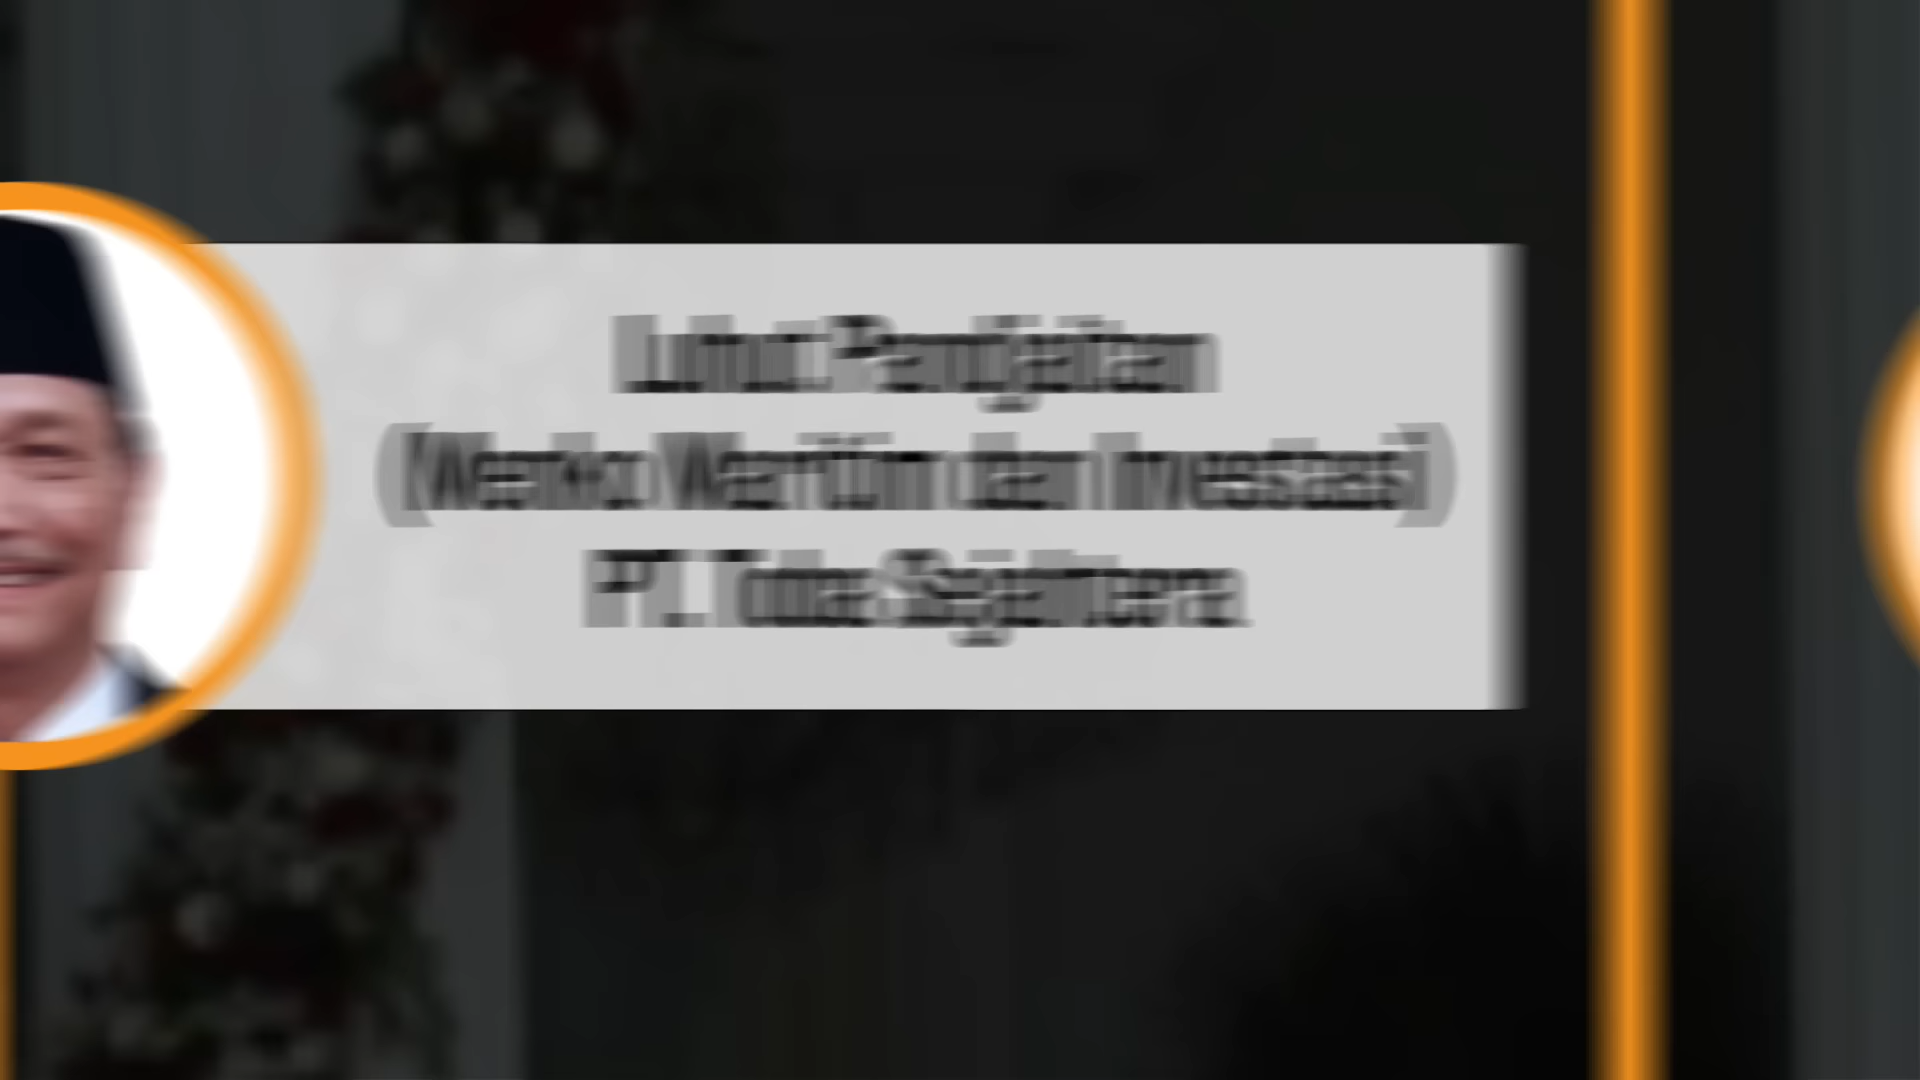 Luhut Pandjaitan
(Menko Maritim dan Investasi)
PT. Toba Sejahtera